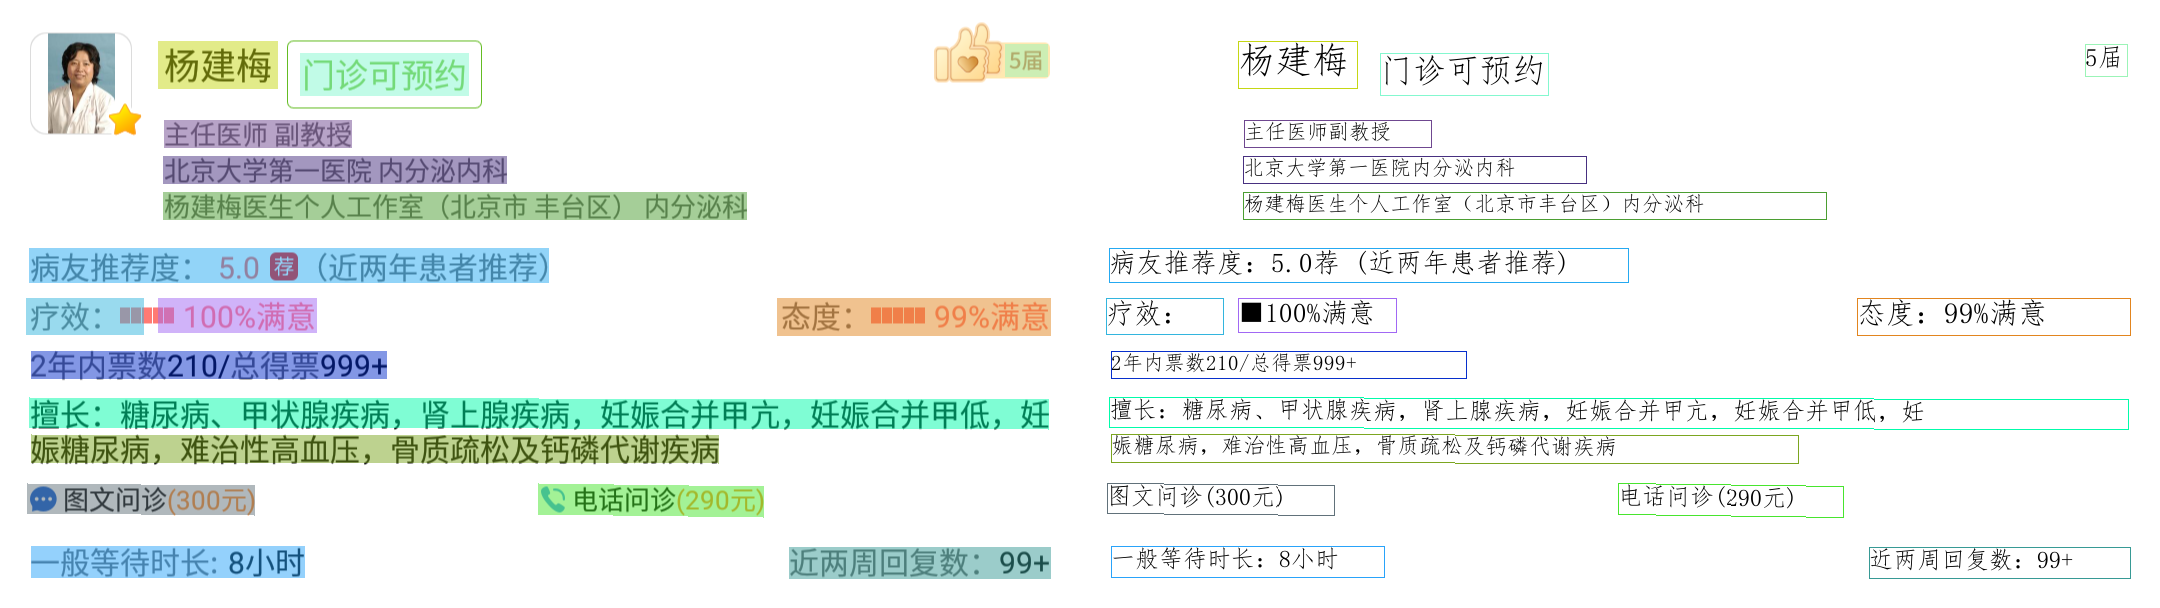 杨建梅 门诊可预约 5届
主任医师 副教授
北京大学第一医院 内分泌内科
杨建梅医生个人工作室（北京市 丰台区） 内分泌科
病友推荐度： 5.0 荐 （近两年患者推荐）
疗效： 100%满意 态度： 99%满意
2年内票数210/总得票999+
擅长：糖尿病、甲状腺疾病，肾上腺疾病，妊娠合并甲亢，妊娠合并甲低，妊
娠糖尿病，难治性高血压，骨质疏松及钙磷代谢疾病
图文问诊(300元) 电话问诊(290元)
一般等待时长: 8小时 近两周回复数： 99+
杨建梅 门诊可预约 5届
主任医师副教授
北京大学第一医院内分泌内科
杨建梅医生个人工作室（北京市丰台区）内分泌科
病友推荐度：5.0荐 (近两年患者推荐)
疗效： ■100%满意 态度：99%满意
2年内票数210/总得票999+
擅长：糖尿病、甲状腺疾病，肾上腺疾病，妊娠合并甲亢，妊娠合并甲低，妊
娠糖尿病，难治性高血压，骨质疏松及钙磷代谢疾病
图文问诊(300元) 电话问诊(290元)
一般等待时长：8小时 近两周回复数：99+